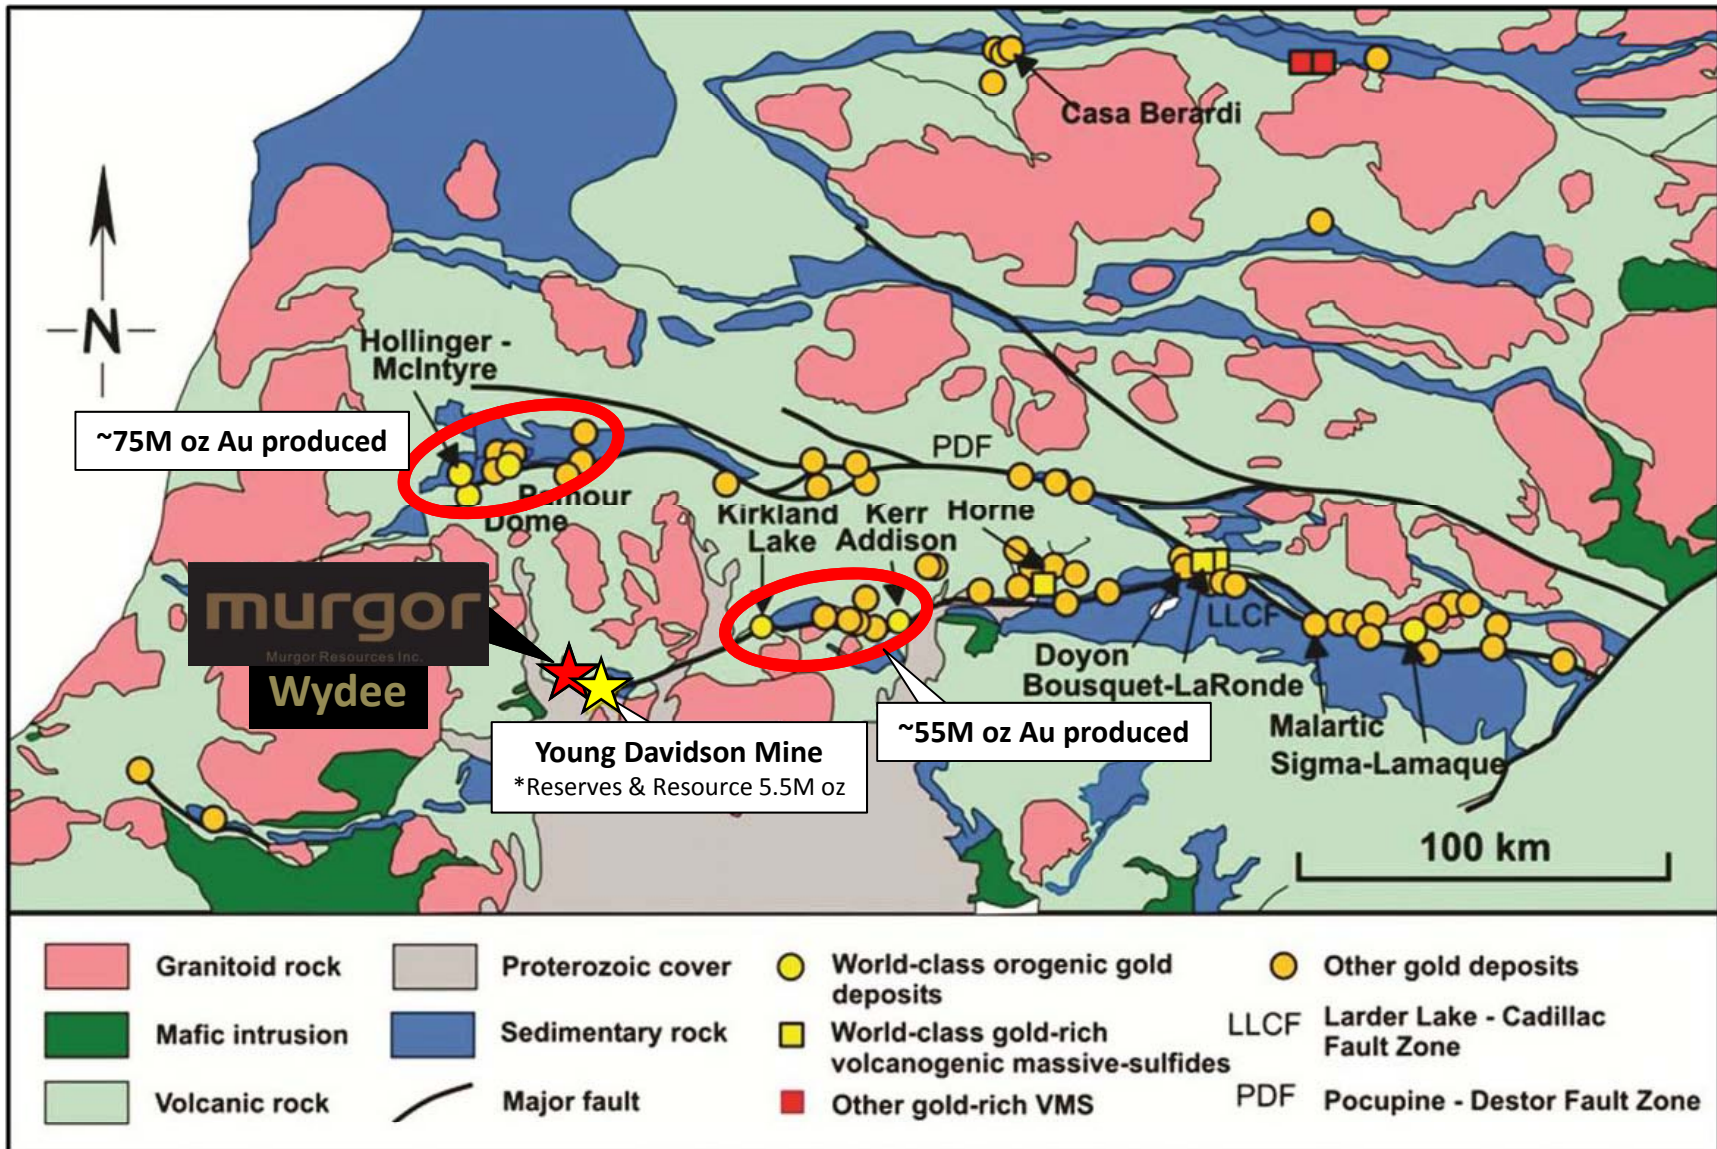 Casa Berardi
N
Hollinger -
McIntyre
~75M oz Au produced
PDF
Pamour
Dome
Kirkland
Lake
Kerr
Addison
Horne
murgor
Murgor Resources Inc.
Wydee
LLCF
Doyon
Bousquet-LaRonde
~55M oz Au produced
Malartic
Sigma-Lamaque
Young Davidson Mine
*Reserves & Resource 5.5M oz
100 km
Granitoid rock
Mafic intrusion
Volcanic rock
Proterozoic cover
Sedimentary rock
Major fault
World-class orogenic gold
deposits
World-class gold-rich
volcanogenic massive-sulfides
Other gold-rich VMS
Other gold deposits
LLCF Larder Lake - Cadillac
Fault Zone
PDF Pocupine - Destor Fault Zone